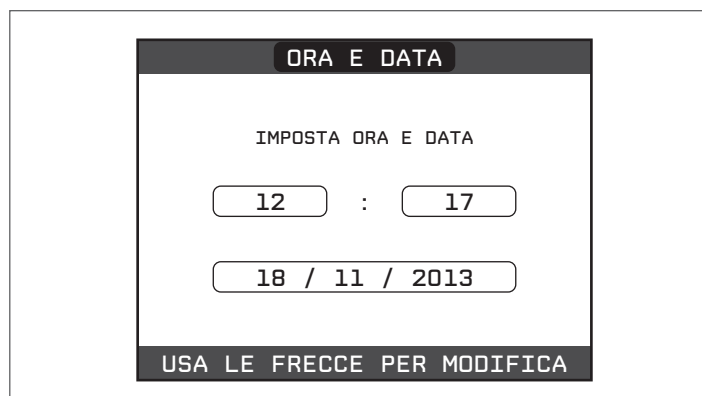 ORA E DATA
IMPOSTA ORA E DATA
12 : 17
18 / 11 / 2013
USA LE FRECCE PER MODIFICA